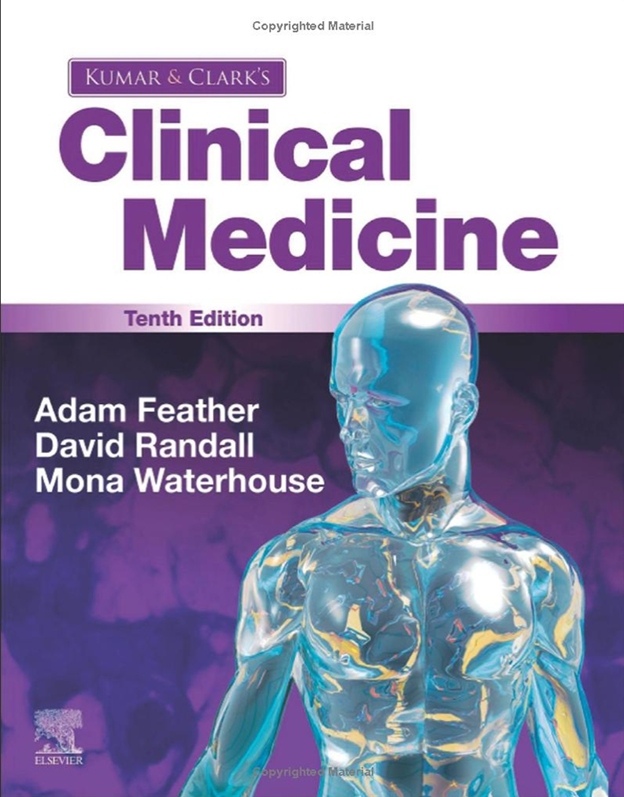 Copyrighted Material
KUMAR & CLARK'S
Clinical
Medicine
Tenth Edition
Adam Feather
David Randall
Mona Waterhouse
ELSEVIER
Copyrighted Material